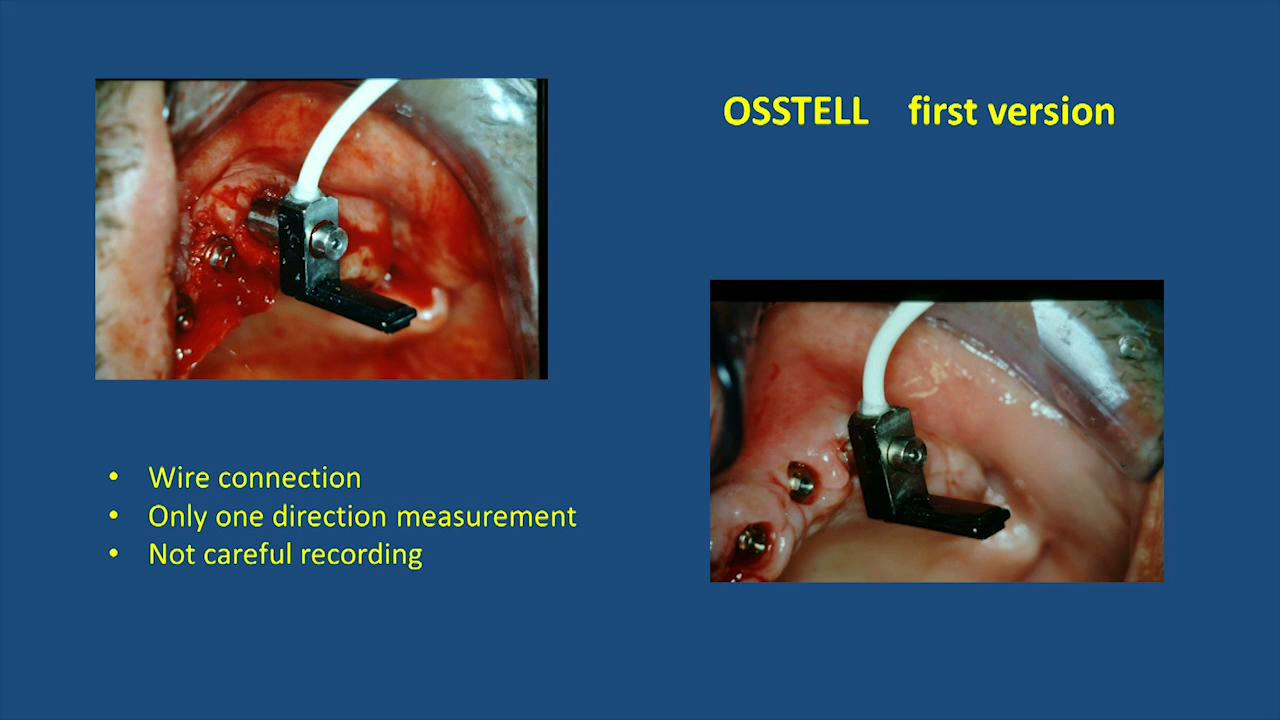 OSSTELL first version
• Wire connection
• Only one direction measurement
• Not careful recording